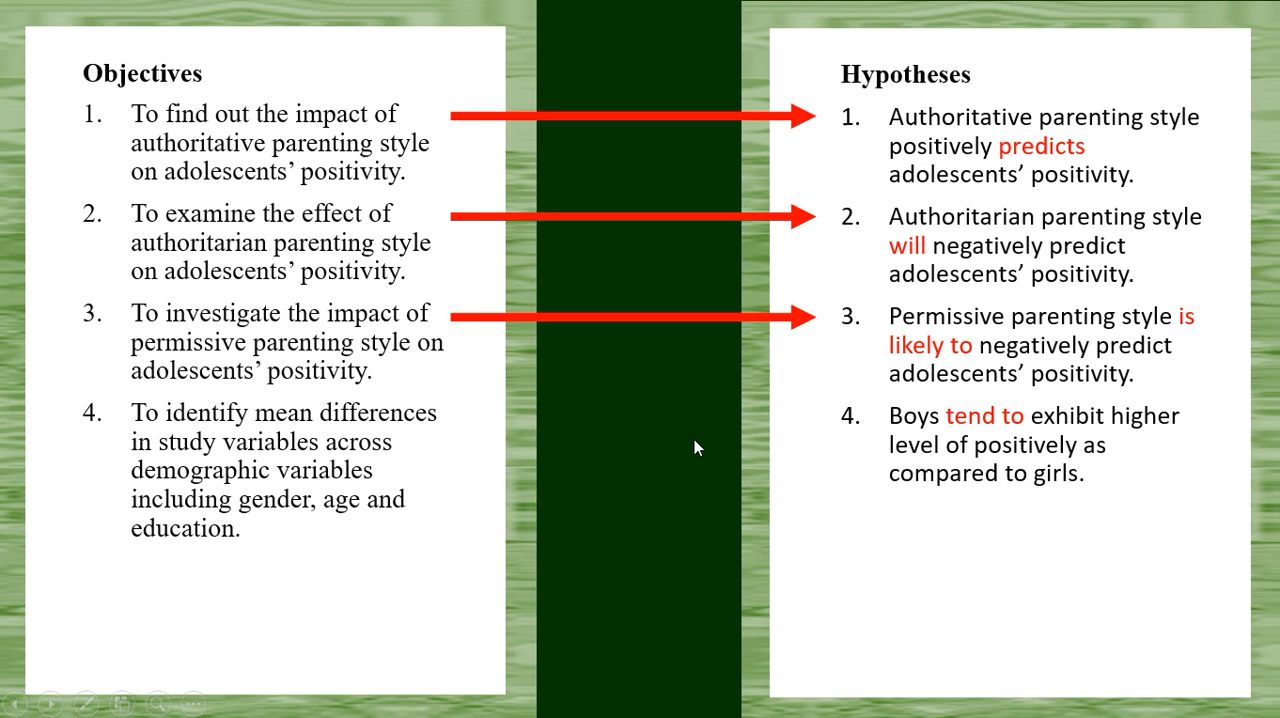 Objectives
1. To find out the impact of
authoritative parenting style
on adolescents’ positivity.
2. To examine the effect of
authoritarian parenting style
on adolescents’ positivity.
3. To investigate the impact of
permissive parenting style on
adolescents’ positivity.
4. To identify mean differences
in study variables across
demographic variables
including gender, age and
education.
Hypotheses
1. Authoritative parenting style
positively predicts
adolescents’ positivity.
2. Authoritarian parenting style
will negatively predict
adolescents’ positivity.
3. Permissive parenting style is
likely to negatively predict
adolescents’ positivity.
4. Boys tend to exhibit higher
level of positively as
compared to girls.